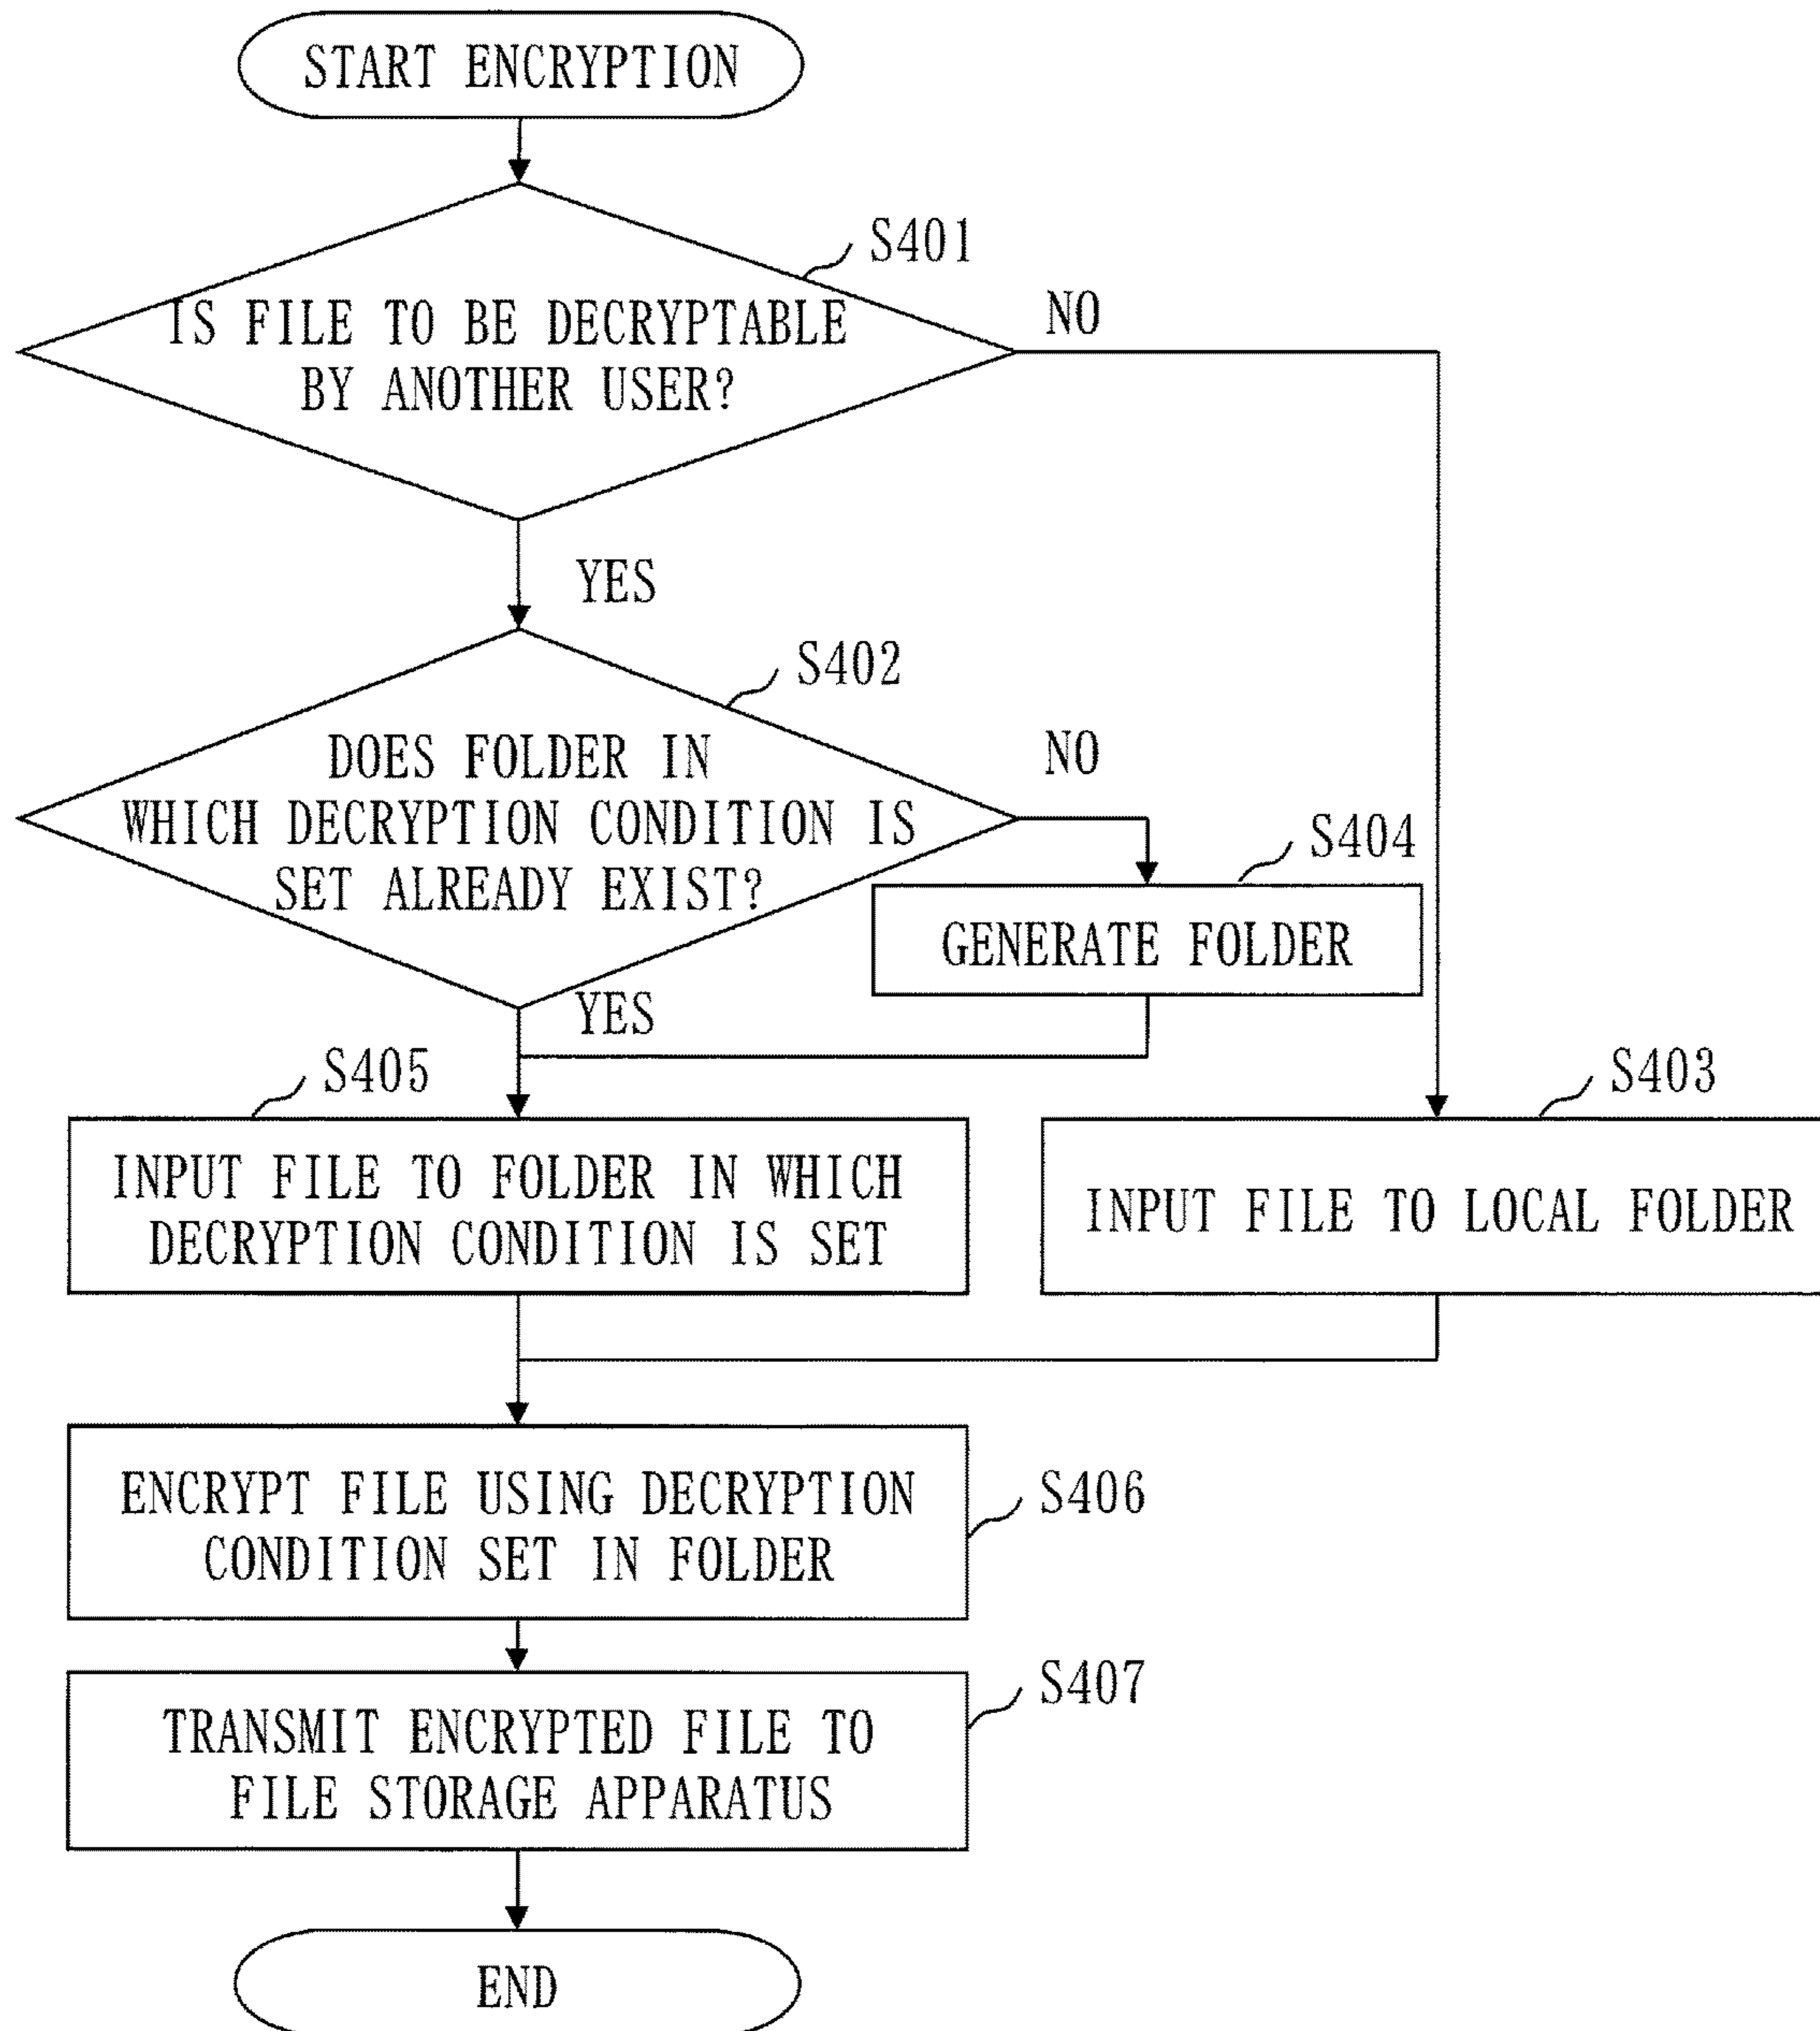 START ENCRYPTION
S401
IS FILE TO BE DECRYPTABLE
BY ANOTHER USER?
NO
YES
S402
DOES FOLDER IN
WHICH DECRYPTION CONDITION IS
SET ALREADY EXIST?
NO
S404
GENERATE FOLDER
YES
S405
INPUT FILE TO FOLDER IN WHICH
DECRYPTION CONDITION IS SET
S403
INPUT FILE TO LOCAL FOLDER
ENCRYPT FILE USING DECRYPTION
CONDITION SET IN FOLDER
S406
TRANSMIT ENCRYPTED FILE TO
FILE STORAGE APPARATUS
S407
END